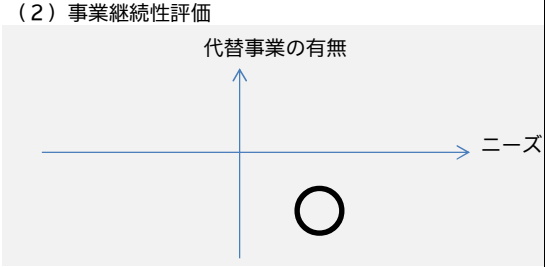 （２）事業継続性評価
代替事業の有無
ニーズ